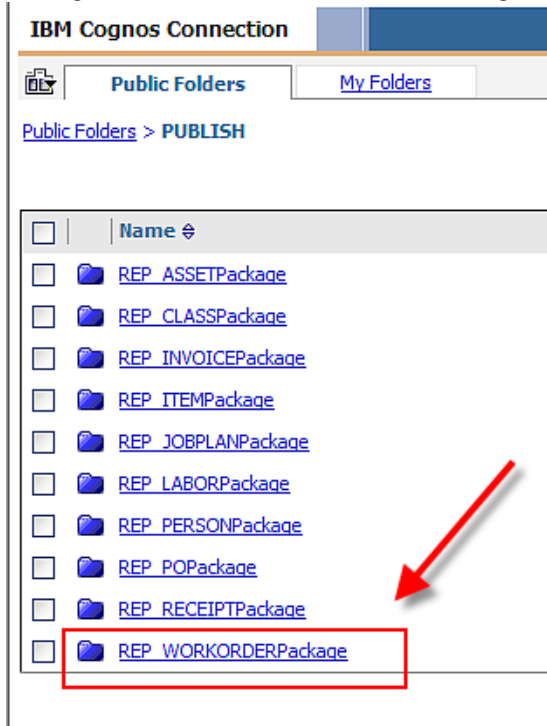 IBM Cognos Connection
Public Folders My Folders
Public Folders > PUBLISH
Name
REP_ASSETPackage
REP_CLASSPackage
REP_INVOICEPackage
REP_ITEMPackage
REP_JOBPLANPackage
REP_LABORPackage
REP_PERSONPackage
REP_POPackage
REP_RECEIPTPackage
REP_WORKORDERPackage